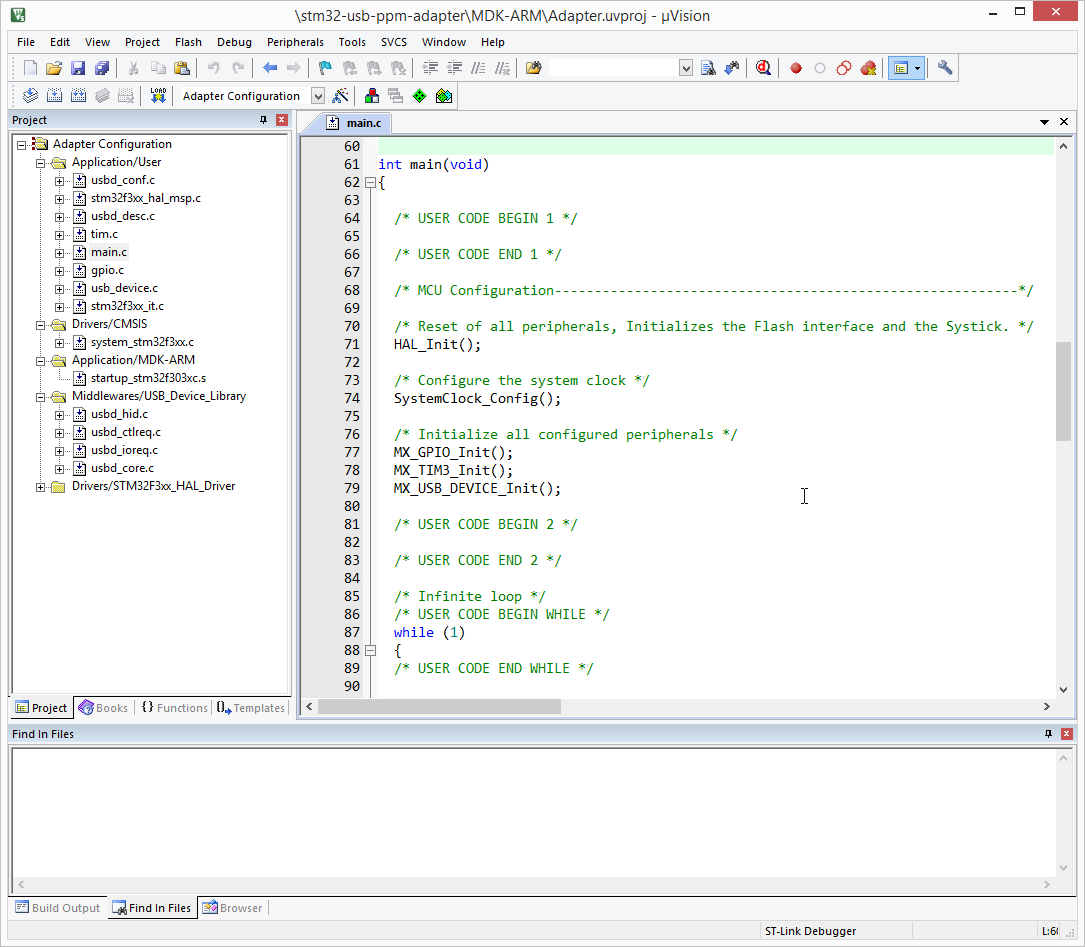 \stm32-usb-ppm-adapter\MDK-ARM\Adapter.uvproj - µVision
File Edit View Project Flash Debug Peripherals Tools SVCS Window Help
LOAD Adapter Configuration
Project
Adapter Configuration
Application/User
usbd_conf.c
stm32f3xx_hal_msp.c
usbd_desc.c
tim.c
main.c
gpio.c
usb_device.c
stm32f3xx_it.c
Drivers/CMSIS
system_stm32f3xx.c
Application/MDK-ARM
startup_stm32f303xc.s
Middlewares/USB_Device_Library
usbd_hid.c
usbd_ctlreq.c
usbd_ioreq.c
usbd_core.c
Drivers/STM32F3xx_HAL_Driver
Project Books {} Functions Templates
main.c
60
61 int main(void)
62 {
63
64 /* USER CODE BEGIN 1 */
65
66 /* USER CODE END 1 */
67
68 /* MCU Configuration----------------------------------------------------------*/
69
70 /* Reset of all peripherals, Initializes the Flash interface and the Systick. */
71 HAL_Init();
72
73 /* Configure the system clock */
74 SystemClock_Config();
75
76 /* Initialize all configured peripherals */
77 MX_GPIO_Init();
78 MX_TIM3_Init();
79 MX_USB_DEVICE_Init();
80
81 /* USER CODE BEGIN 2 */
82
83 /* USER CODE END 2 */
84
85 /* Infinite loop */
86 /* USER CODE BEGIN WHILE */
87 while (1)
88 {
89 /* USER CODE END WHILE */
90
Find In Files
Build Output Find In Files Browser
ST-Link Debugger